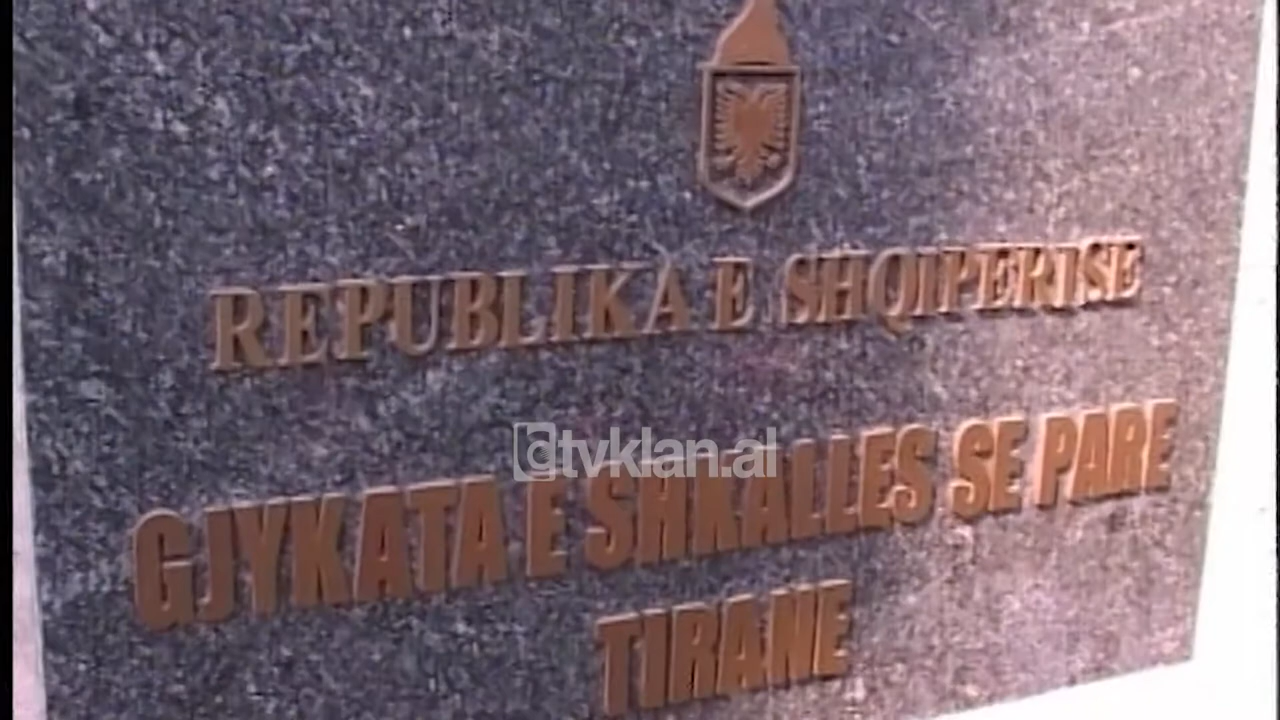 REPUBLIKA E SHQIPERISE
tvklan.al
GJYKATA E SHKALLES SE PARE
TIRANE